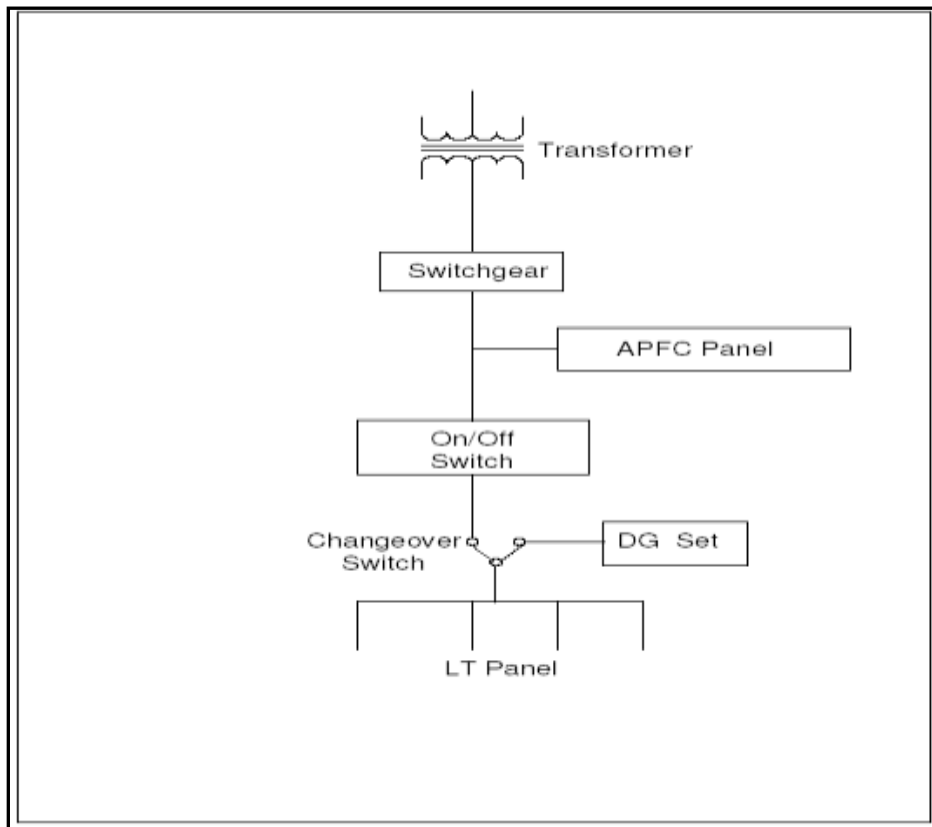 Transformer
Switchgear
APFC Panel
On/Off
Switch
Changeover
Switch
DG Set
LT Panel